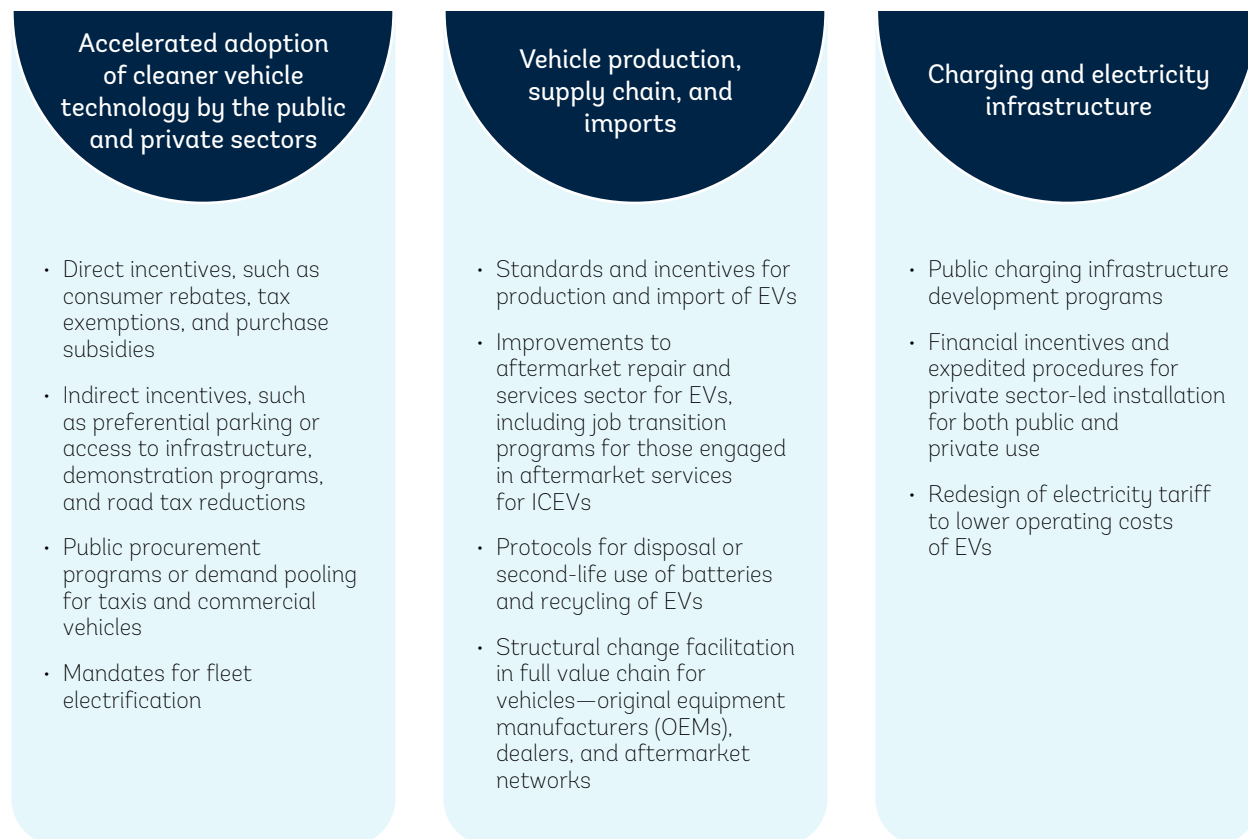 Accelerated adoption
of cleaner vehicle
technology by the public
and private sectors
• Direct incentives, such as
consumer rebates, tax
exemptions, and purchase
subsidies
• Indirect incentives, such
as preferential parking or
access to infrastructure,
demonstration programs,
and road tax reductions
• Public procurement
programs or demand pooling
for taxis and commercial
vehicles
• Mandates for fleet
electrification
Vehicle production,
supply chain, and
imports
• Standards and incentives for
production and import of EVs
• Improvements to
aftermarket repair and
services sector for EVs,
including job transition
programs for those engaged
in aftermarket services
for ICEVs
• Protocols for disposal or
second-life use of batteries
and recycling of EVs
• Structural change facilitation
in full value chain for
vehicles—original equipment
manufacturers (OEMs),
dealers, and aftermarket
networks
Charging and electricity
infrastructure
• Public charging infrastructure
development programs
• Financial incentives and
expedited procedures for
private sector-led installation
for both public and
private use
• Redesign of electricity tariff
to lower operating costs
of EVs